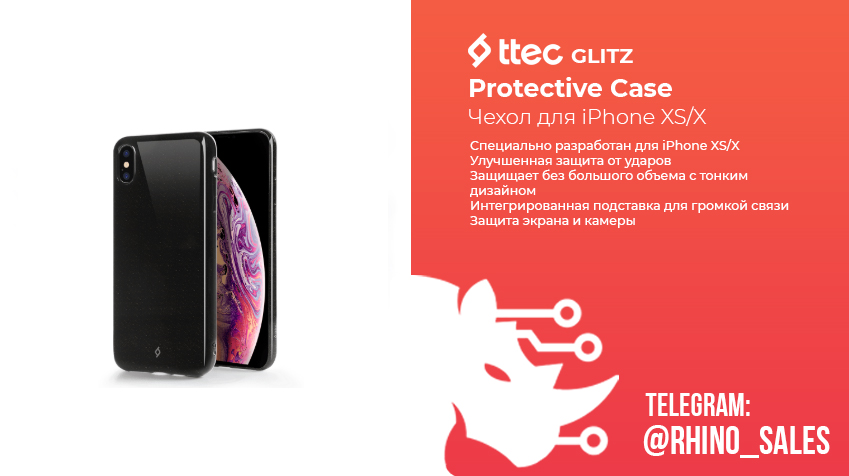 ttec GLITZ
Protective Case
Чехол для iPhone XS/X
Специально разработан для iPhone XS/X
Улучшенная защита от ударов
Защищает без большого объема с тонким
дизайном
Интегрированная подставка для громкой связи
Защита экрана и камеры
TELEGRAM:
@RHINO_SALES